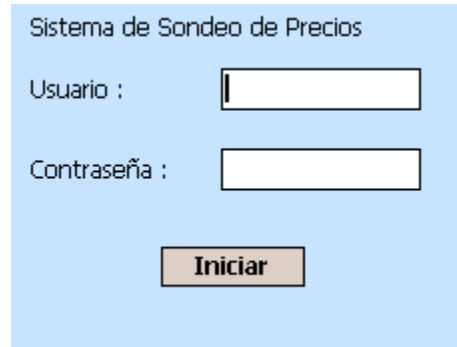 Sistema de Sondeo de Precios
Usuario :
Contraseña :
Iniciar